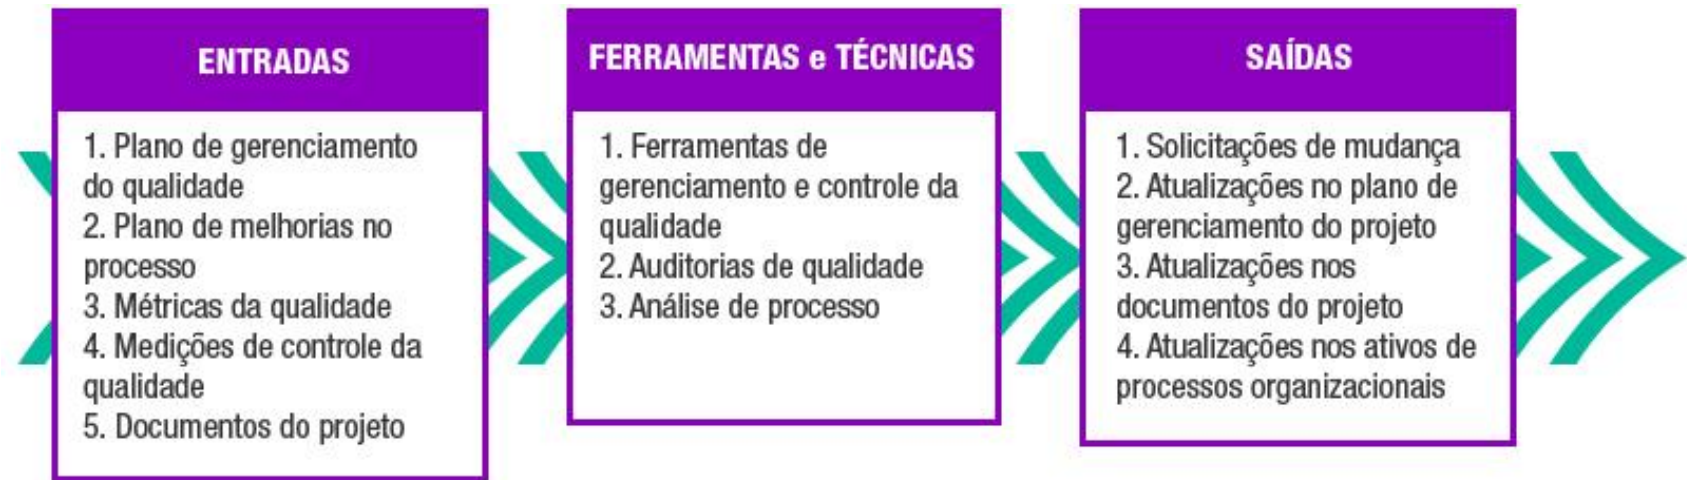 ENTRADAS
1. Plano de gerenciamento
do qualidade
2. Plano de melhorias no
processo
3. Métricas da qualidade
4. Medições de controle da
qualidade
5. Documentos do projeto
FERRAMENTAS e TÉCNICAS
1. Ferramentas de
gerenciamento e controle da
qualidade
2. Auditorias de qualidade
3. Análise de processo
SAÍDAS
1. Solicitações de mudança
2. Atualizações no plano de
gerenciamento do projeto
3. Atualizações nos
documentos do projeto
4. Atualizações nos ativos de
processos organizacionais